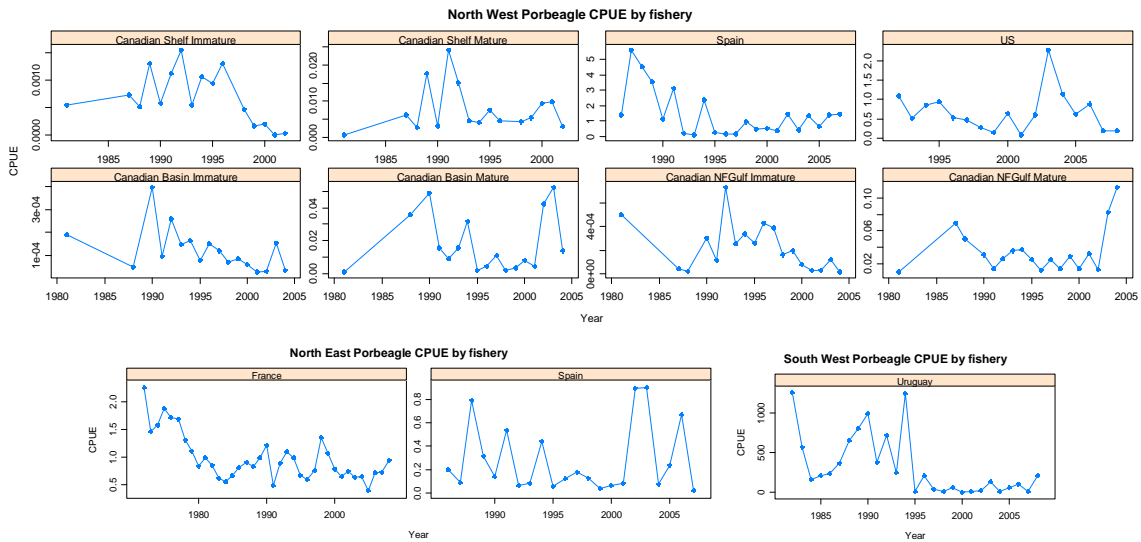 North West Porbeagle CPUE by fishery
Canadian Shelf Immature
Canadian Shelf Mature
Spain
US
0.0000 0.0010
0.000 0.010 0.020
0 1 2 3 4 5
0.0 0.5 1.0 1.5 2.0
1985 1990 1995 2000
1985 1990 1995 2000
1990 1995 2000 2005
1995 2000 2005
CPUE
Canadian Basin Immature
Canadian Basin Mature
Canadian NFGulf Immature
Canadian NFGulf Mature
1e-04 3e-04
0.00 0.02 0.04
0e+00 4e-04
0.02 0.06 0.10
1980 1985 1990 1995 2000 2005
1980 1985 1990 1995 2000 2005
1980 1985 1990 1995 2000 2005
1980 1985 1990 1995 2000 2005
Year
North East Porbeagle CPUE by fishery
France
Spain
CPUE
0.5 1.0 1.5 2.0
0.0 0.2 0.4 0.6 0.8
1980 1990 2000
1990 1995 2000 2005
Year
South West Porbeagle CPUE by fishery
Uruguay
CPUE
0 500 1000
1985 1990 1995 2000 2005
Year